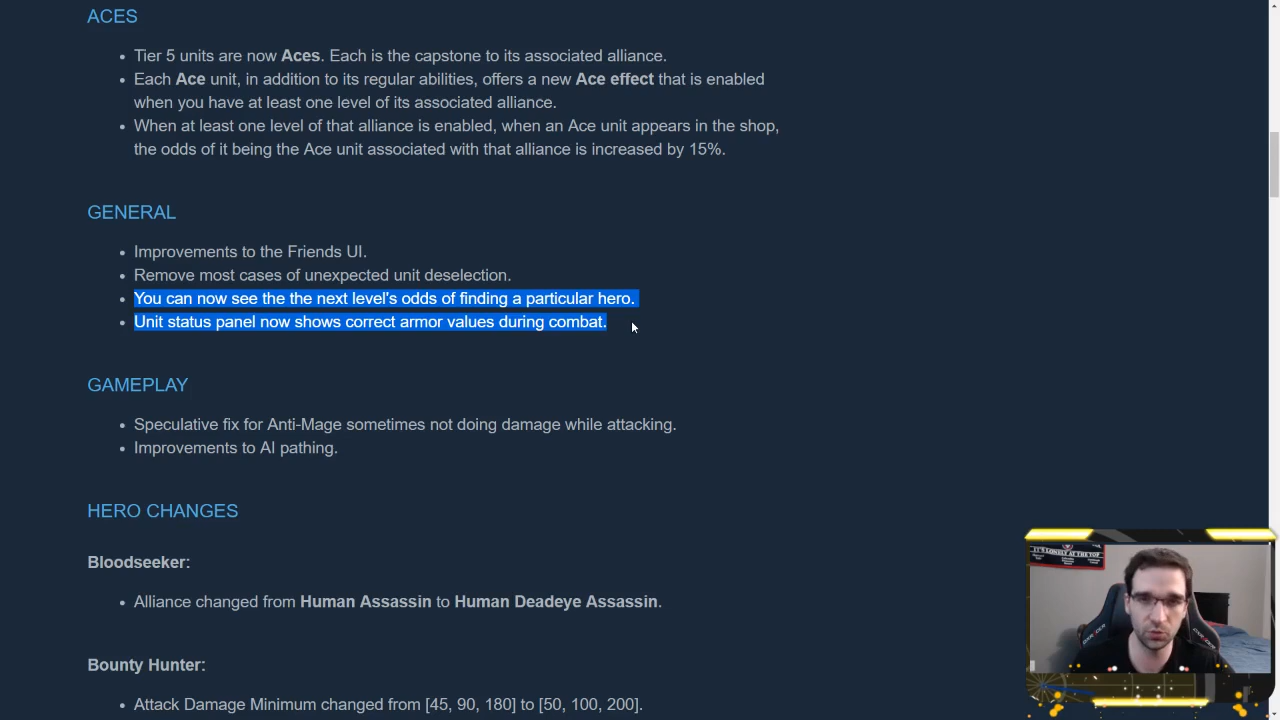 ACES
Tier 5 units are now Aces. Each is the capstone to its associated alliance.
Each Ace unit, in addition to its regular abilities, offers a new Ace effect that is enabled
when you have at least one level of its associated alliance.
When at least one level of that alliance is enabled, when an Ace unit appears in the shop,
the odds of it being the Ace unit associated with that alliance is increased by 15%.
GENERAL
Improvements to the Friends UI.
Remove most cases of unexpected unit deselection.
You can now see the the next level's odds of finding a particular hero.
Unit status panel now shows correct armor values during combat.
GAMEPLAY
Speculative fix for Anti-Mage sometimes not doing damage while attacking.
Improvements to AI pathing.
HERO CHANGES
Bloodseeker:
Alliance changed from Human Assassin to Human Deadeye Assassin.
Bounty Hunter:
Attack Damage Minimum changed from [45, 90, 180] to [50, 100, 200].
IT'S LONELY AT THE TOP